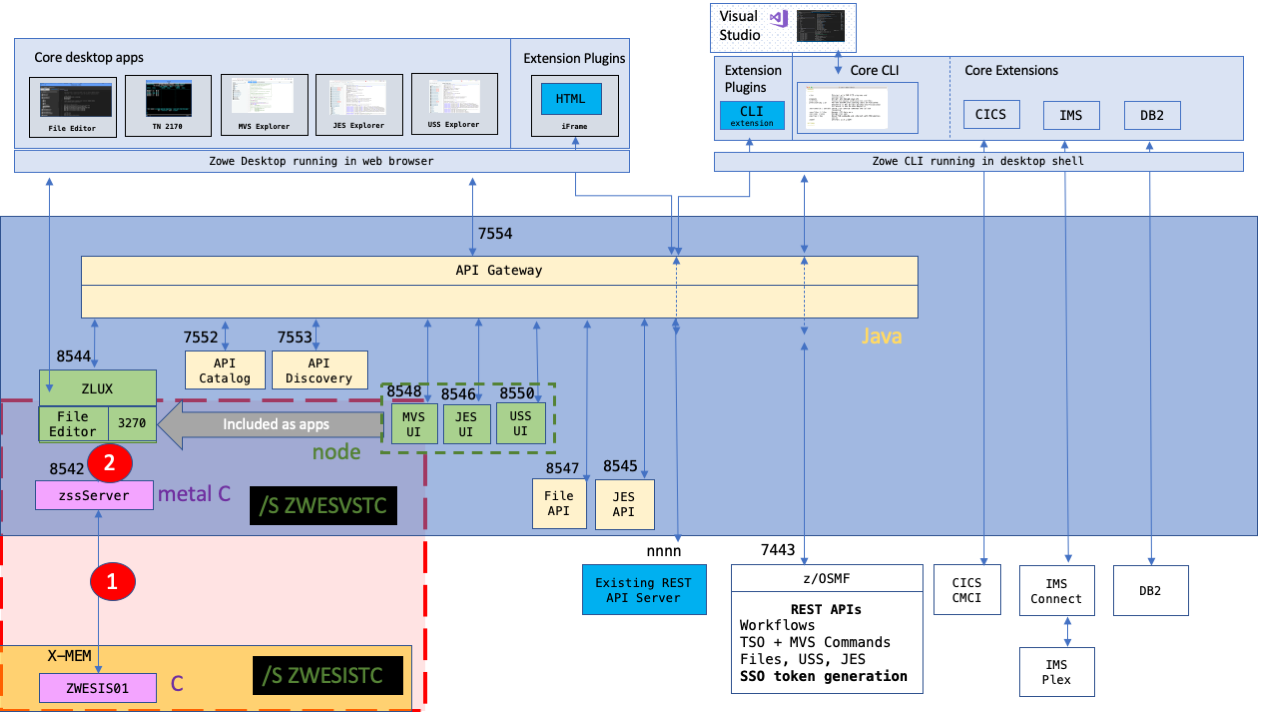 Visual
Studio
Core desktop apps
Extension Plugins
File Editor
TN 2170
MVS Explorer
JES Explorer
USS Explorer
HTML
iFrame
Zowe Desktop running in web browser
Extension
Plugins
CLI
extension
Core CLI
Core Extensions
CICS
IMS
DB2
Zowe CLI running in desktop shell
7554
API Gateway
Java
8544
7552
7553
ZLUX
API
Catalog
API
Discovery
File
Editor
3270
Included as apps
8548
8546
8550
MVS
UI
JES
UI
USS
UI
node
8542
2
zssServer
metal C
/S ZWESVSTC
8547
8545
File
API
JES
API
1
nnnn
Existing REST
API Server
7443
z/OSMF
REST APIs
Workflows
TSO + MVS Commands
Files, USS, JES
SSO token generation
CICS
CMCI
IMS
Connect
DB2
IMS
Plex
X-MEM
ZWESIS01
C
/S ZWESISTC